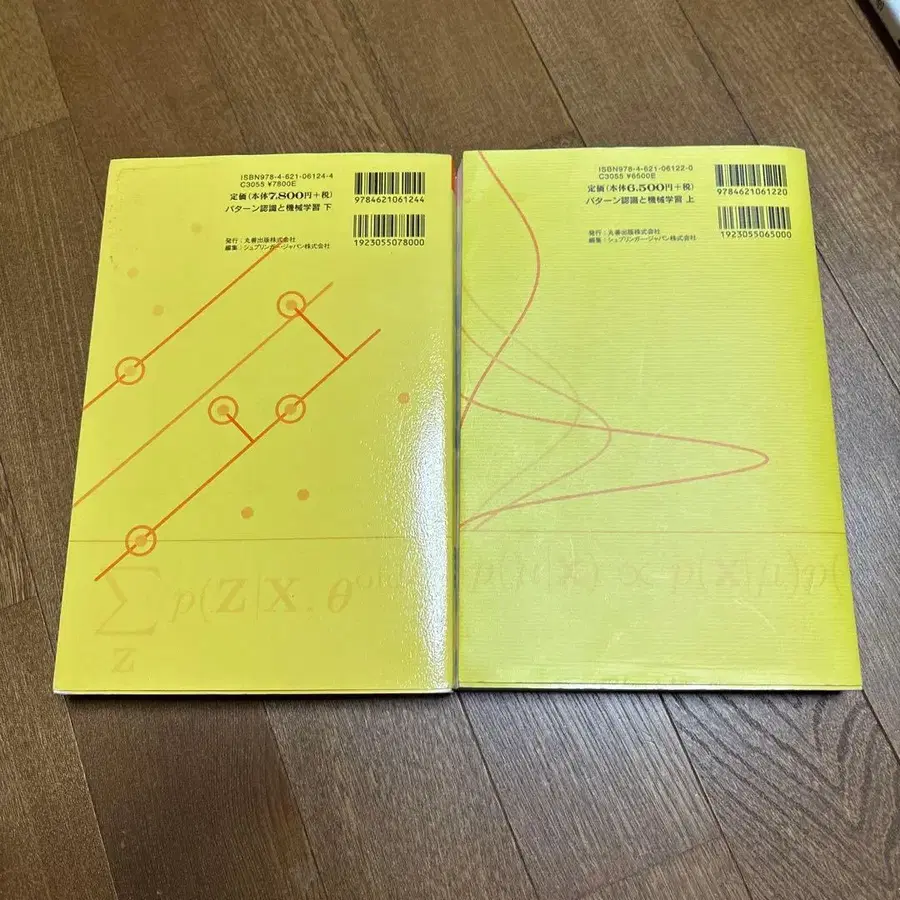 ISBN978-4-621-06124-4
C3055 ¥7800E
定価(本体7,800円+税)
パターン認識と機械学習 下
発行:丸善出版株式会社
編集:シュプリンガー・ジャパン株式会社
9784621061244
1923055078000
∑ p(Z|X, θ
Z
ISBN978-4-621-06122-0
C3055 ¥6500E
定価(本体6,500円+税)
パターン認識と機械学習 上
発行:丸善出版株式会社
編集:シュプリンガー・ジャパン株式会社
9784621061220
1923055065000
p(μ|X) ∝ p(X|μ)p(